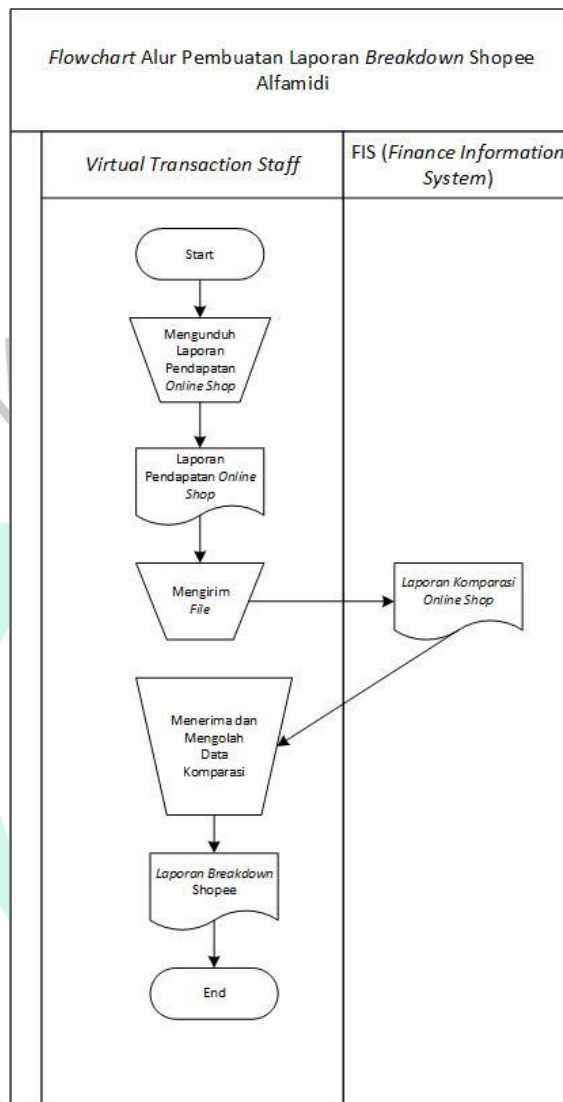 Flowchart Alur Pembuatan Laporan Breakdown Shopee
Alfamidi
Virtual Transaction Staff
FIS (Finance Information
System)
Start
Mengunduh
Laporan
Pendapatan
Online Shop
Laporan
Pendapatan Online
Shop
Mengirim
File
Laporan Komparasi
Online Shop
Menerima dan
Mengolah
Data
Komparasi
Laporan Breakdown
Shopee
End